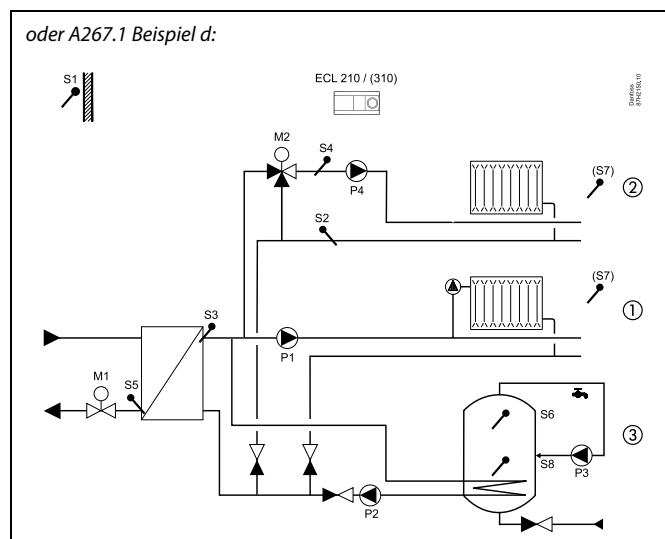 oder A267.1 Beispiel d:
S1
ECL 210 / (310)
Danfoss
87H2150.10
M2
S4
P4
(S7)
2
S2
(S7)
1
S3
P1
M1
S5
S6
3
S8
P3
P2